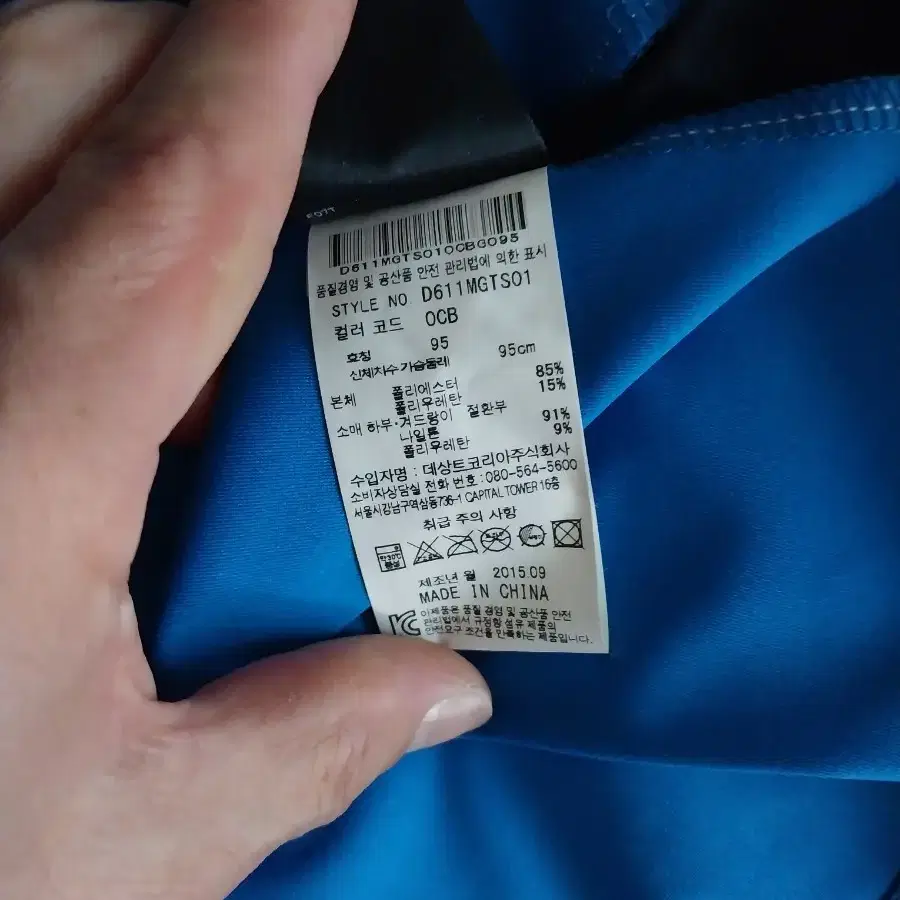 D611MGTS01OCBG095
품질경영 및 공산품 안전 관리법에 의한 표시
STYLE NO. D611MGTS01
컬러 코드 OCB
호칭 95
신체치수 가슴둘레 95cm
본체 폴리에스터 85%
폴리우레탄 15%
소매 하부·겨드랑이 절환부
나일론 91%
폴리우레탄 9%
수입자명 : 데상트코리아주식회사
소비자상담실 전화 번호 : 080-564-5600
서울시강남구역삼동736-1 CAPITAL TOWER 16층
취급 주의 사항
약30℃
중성
제조년 월 2015.09
MADE IN CHINA
이제품은 품질 경영 및 공산품 안전
관리법에서 규정한 섬유 제품의
안전요구 조건을 만족하는 제품입니다.